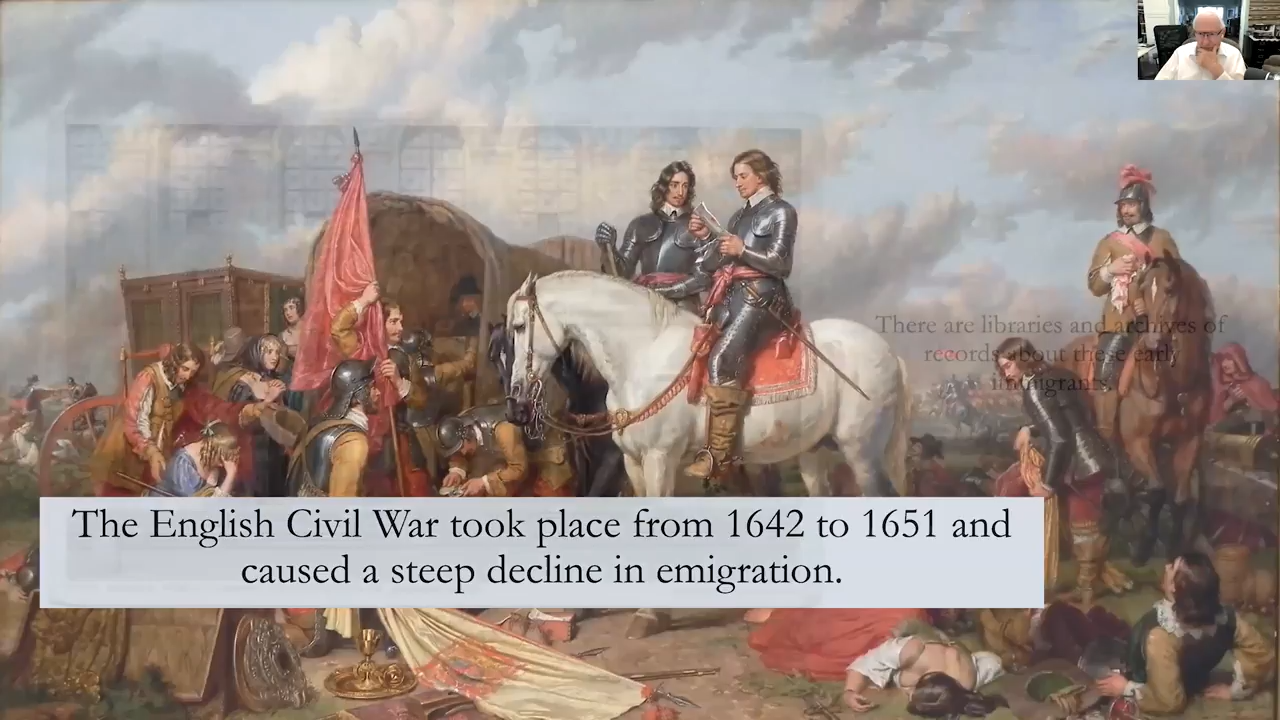 There are libraries and archives of
records about these early
immigrants.
The English Civil War took place from 1642 to 1651 and
caused a steep decline in emigration.